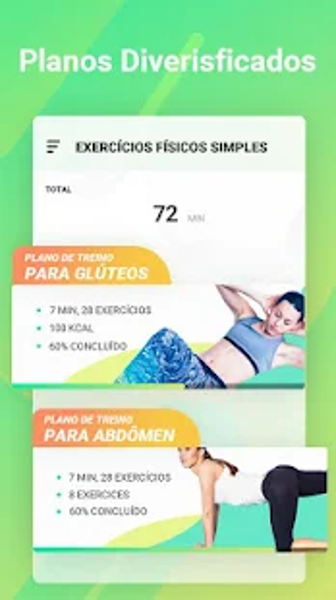 Planos Diverisficados
EXERCÍCIOS FÍSICOS SIMPLES
TOTAL
72 MIN
PLANO DE TREINO
PARA GLÚTEOS
7 MIN, 28 EXERCÍCIOS
100 KCAL
60% CONCLUÍDO
PLANO DE TREINO
PARA ABDÔMEN
7 MIN, 28 EXERCÍCIOS
8 EXERCICES
60% CONCLUÍDO